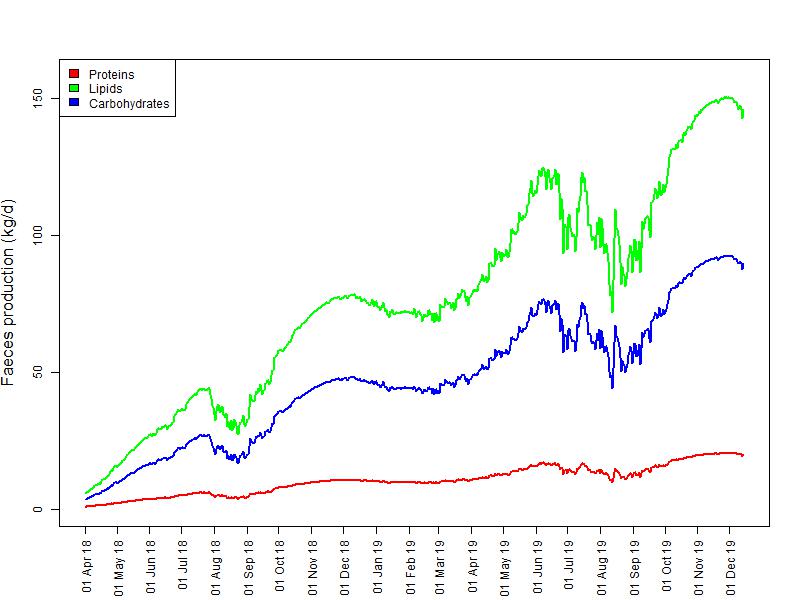 Proteins
Lipids
Carbohydrates
Faeces production (kg/d)
150
100
50
0
01 Apr 18
01 May 18
01 Jun 18
01 Jul 18
01 Aug 18
01 Sep 18
01 Oct 18
01 Nov 18
01 Dec 18
01 Jan 19
01 Feb 19
01 Mar 19
01 Apr 19
01 May 19
01 Jun 19
01 Jul 19
01 Aug 19
01 Sep 19
01 Oct 19
01 Nov 19
01 Dec 19